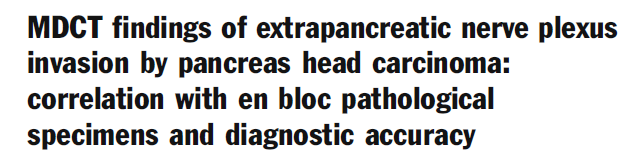 MDCT findings of extrapancreatic nerve plexus
invasion by pancreas head carcinoma:
correlation with en bloc pathological
specimens and diagnostic accuracy